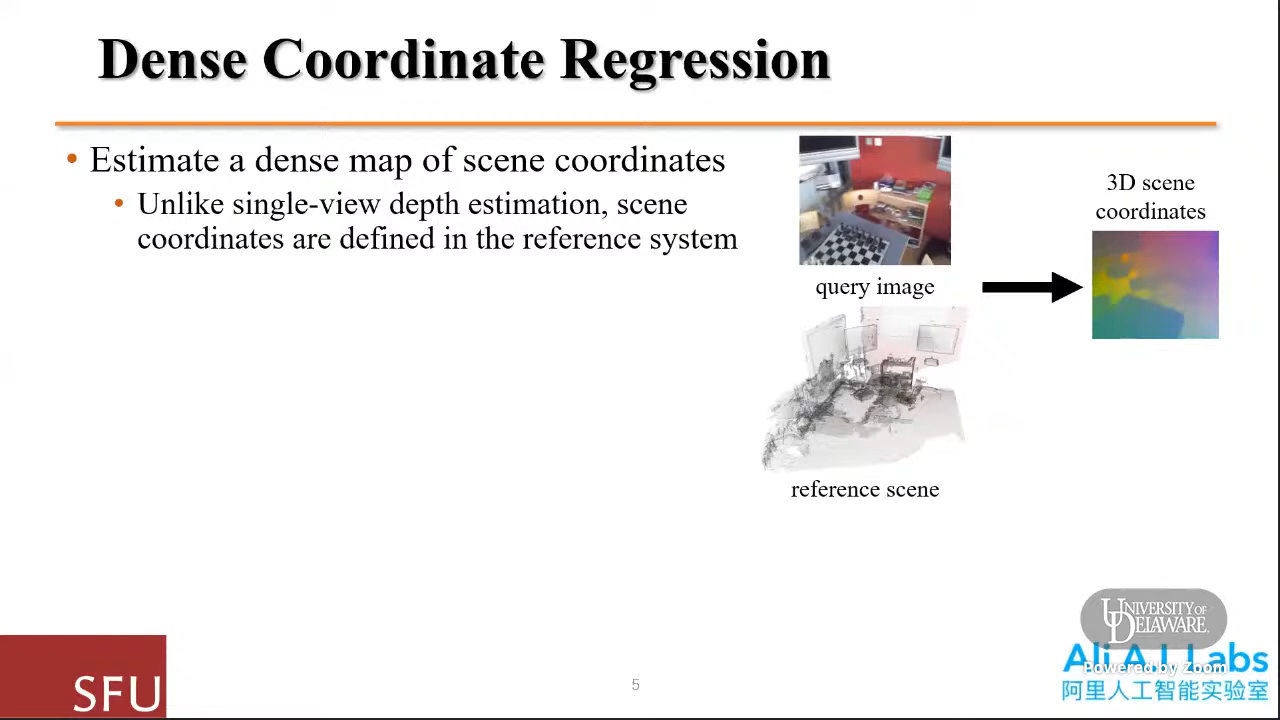 Dense Coordinate Regression
• Estimate a dense map of scene coordinates
• Unlike single-view depth estimation, scene
coordinates are defined in the reference system
3D scene
coordinates
query image
reference scene
UNIVERSITY OF
DELAWARE.
Ali A.I. Labs
Powered by Zoom
阿里人工智能实验室
SFU
5